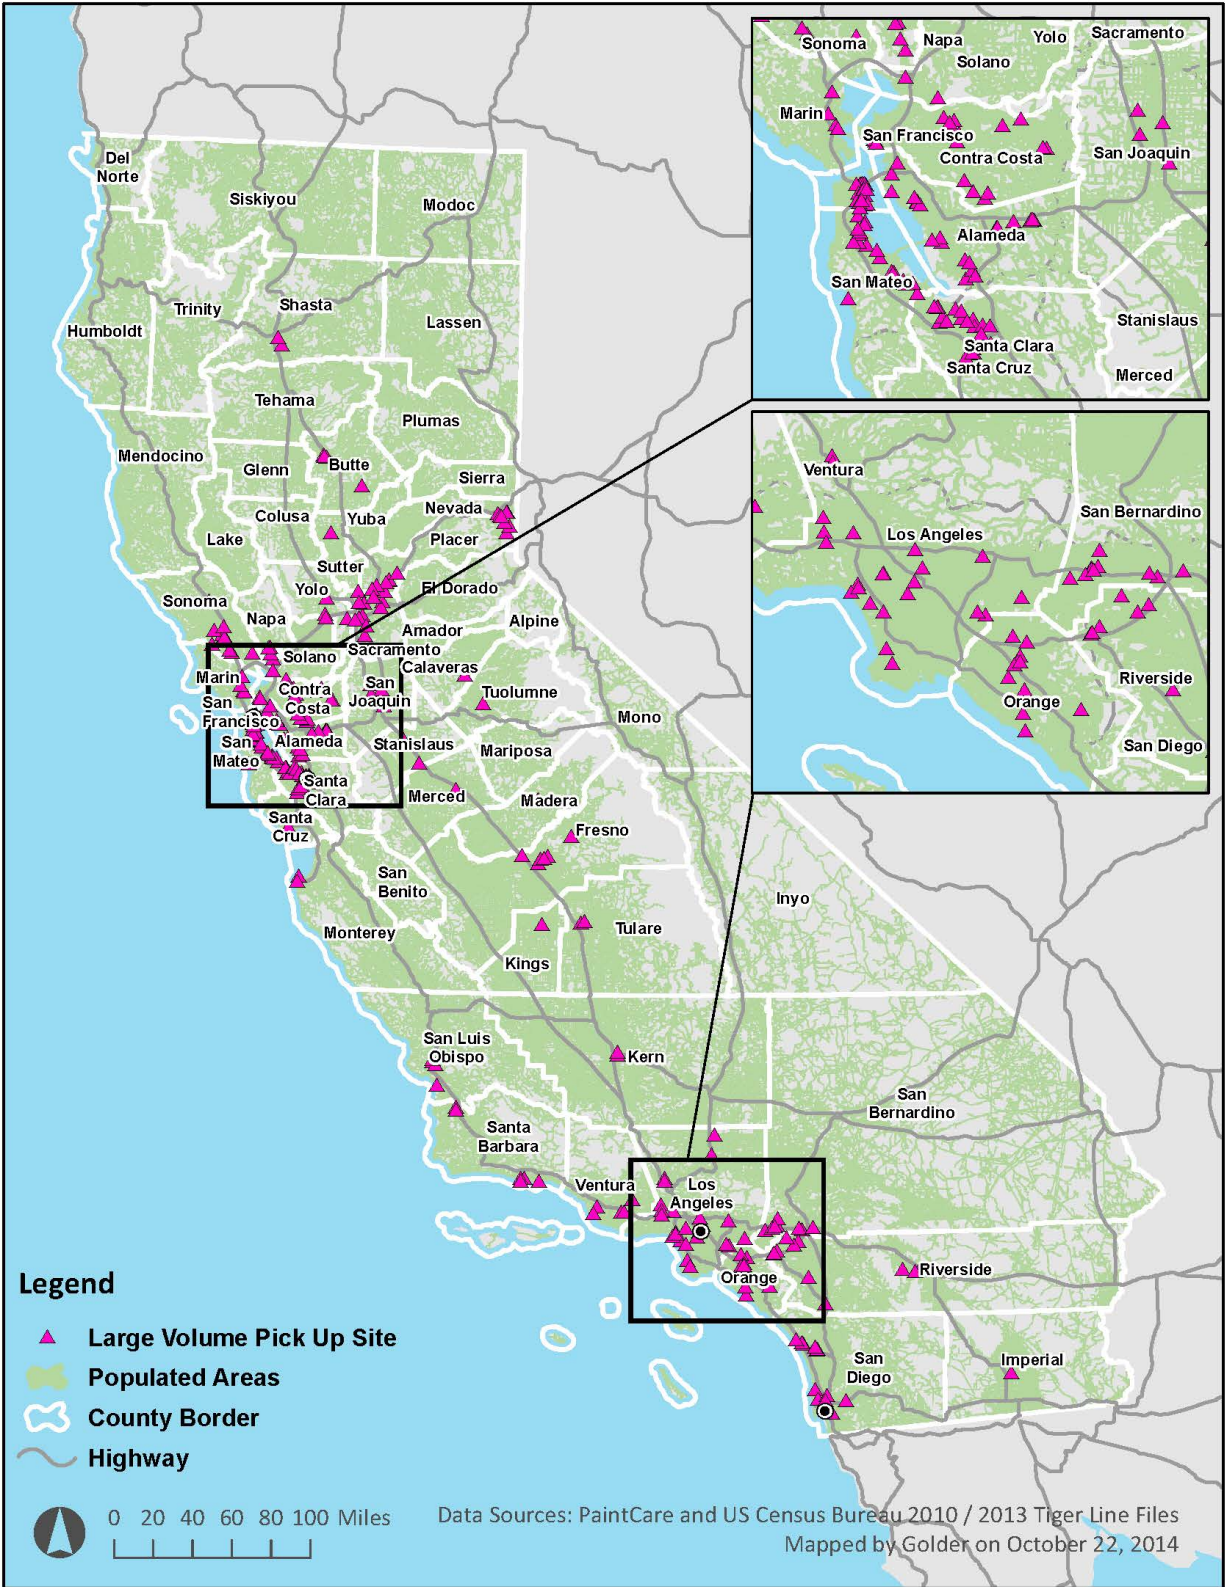 Del
Norte
Siskiyou
Modoc
Trinity
Shasta
Humboldt
Lassen
Tehama
Plumas
Mendocino
Glenn
Butte
Sierra
Colusa
Yuba
Nevada
Lake
Placer
Sutter
Yolo
El Dorado
Sonoma
Napa
Alpine
Amador
Sacramento
Solano
Calaveras
Marin
Contra
Costa
San
Joaquin
Tuolumne
San
Francisco
Mono
Alameda
Stanislaus
San
Mateo
Mariposa
Santa
Clara
Merced
Madera
Santa
Cruz
Fresno
San
Benito
Inyo
Monterey
Tulare
Kings
San Luis
Obispo
Kern
San
Bernardino
Santa
Barbara
Ventura
Los
Angeles
Orange
Riverside
San
Diego
Imperial
Sonoma
Napa
Yolo
Sacramento
Solano
Marin
San Francisco
Contra Costa
San Joaquin
Alameda
San Mateo
Stanislaus
Santa Clara
Santa Cruz
Merced
Ventura
San Bernardino
Los Angeles
Riverside
Orange
San Diego
Legend
Large Volume Pick Up Site
Populated Areas
County Border
Highway
0 20 40 60 80 100 Miles
Data Sources: PaintCare and US Census Bureau 2010 / 2013 Tiger Line Files
Mapped by Golder on October 22, 2014